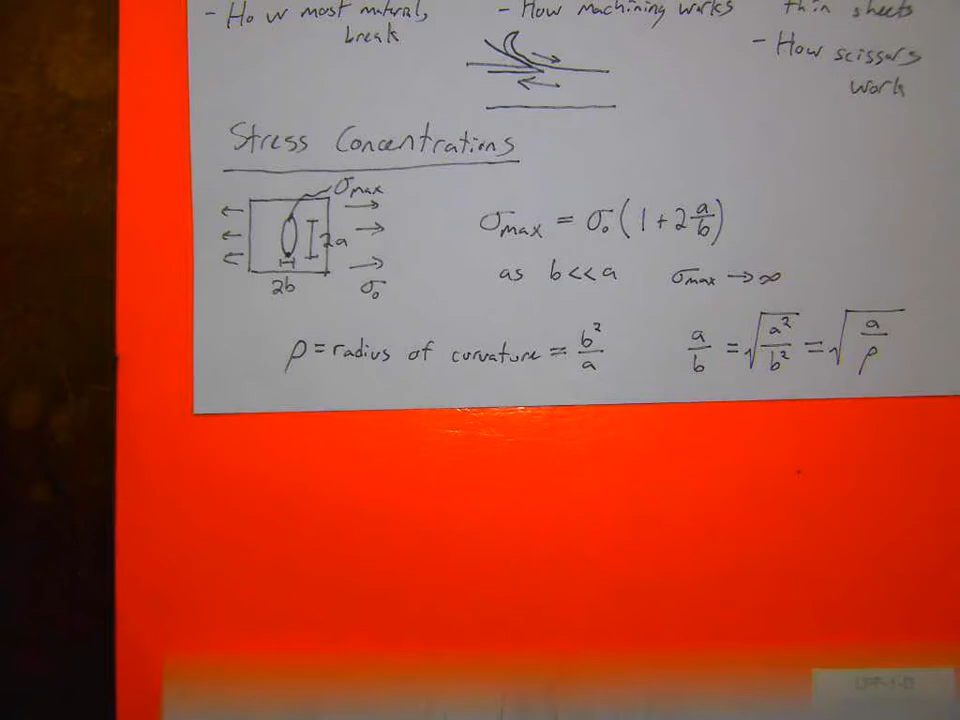 - How most material, - How machining works thin sheets
break - How scissors
work
Stress Concentrations
σmax
2a
2b σ₀
σmax = σ₀ (1 + 2 a/b)
as b << a σmax → ∞
ρ = radius of curvature = b²/a a/b = √(a²/b²) = √(a/ρ)